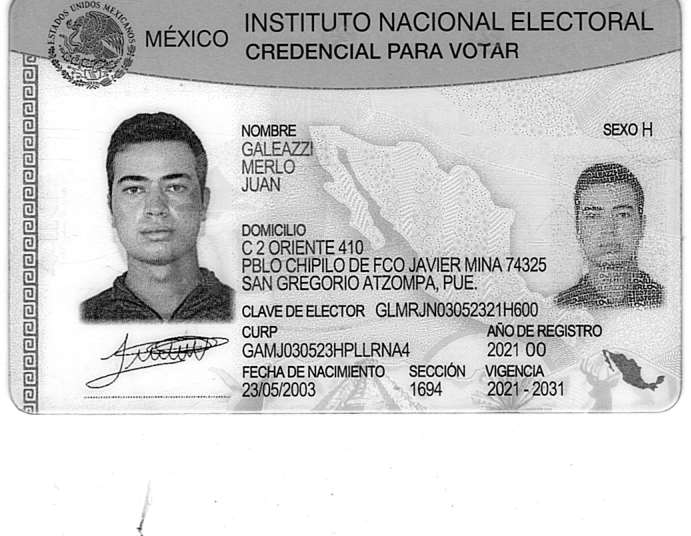 ESTADOS UNIDOS MEXICANOS
MÉXICO
INSTITUTO NACIONAL ELECTORAL
CREDENCIAL PARA VOTAR
NOMBRE
GALEAZZI
MERLO
JUAN
SEXO H
DOMICILIO
C 2 ORIENTE 410
PBLO CHIPILO DE FCO JAVIER MINA 74325
SAN GREGORIO ATZOMPA, PUE.
CLAVE DE ELECTOR GLMRJN03052321H600
CURP
GAMJ030523HPLLRNA4
AÑO DE REGISTRO
2021 00
FECHA DE NACIMIENTO
23/05/2003
SECCIÓN
1694
VIGENCIA
2021 - 2031